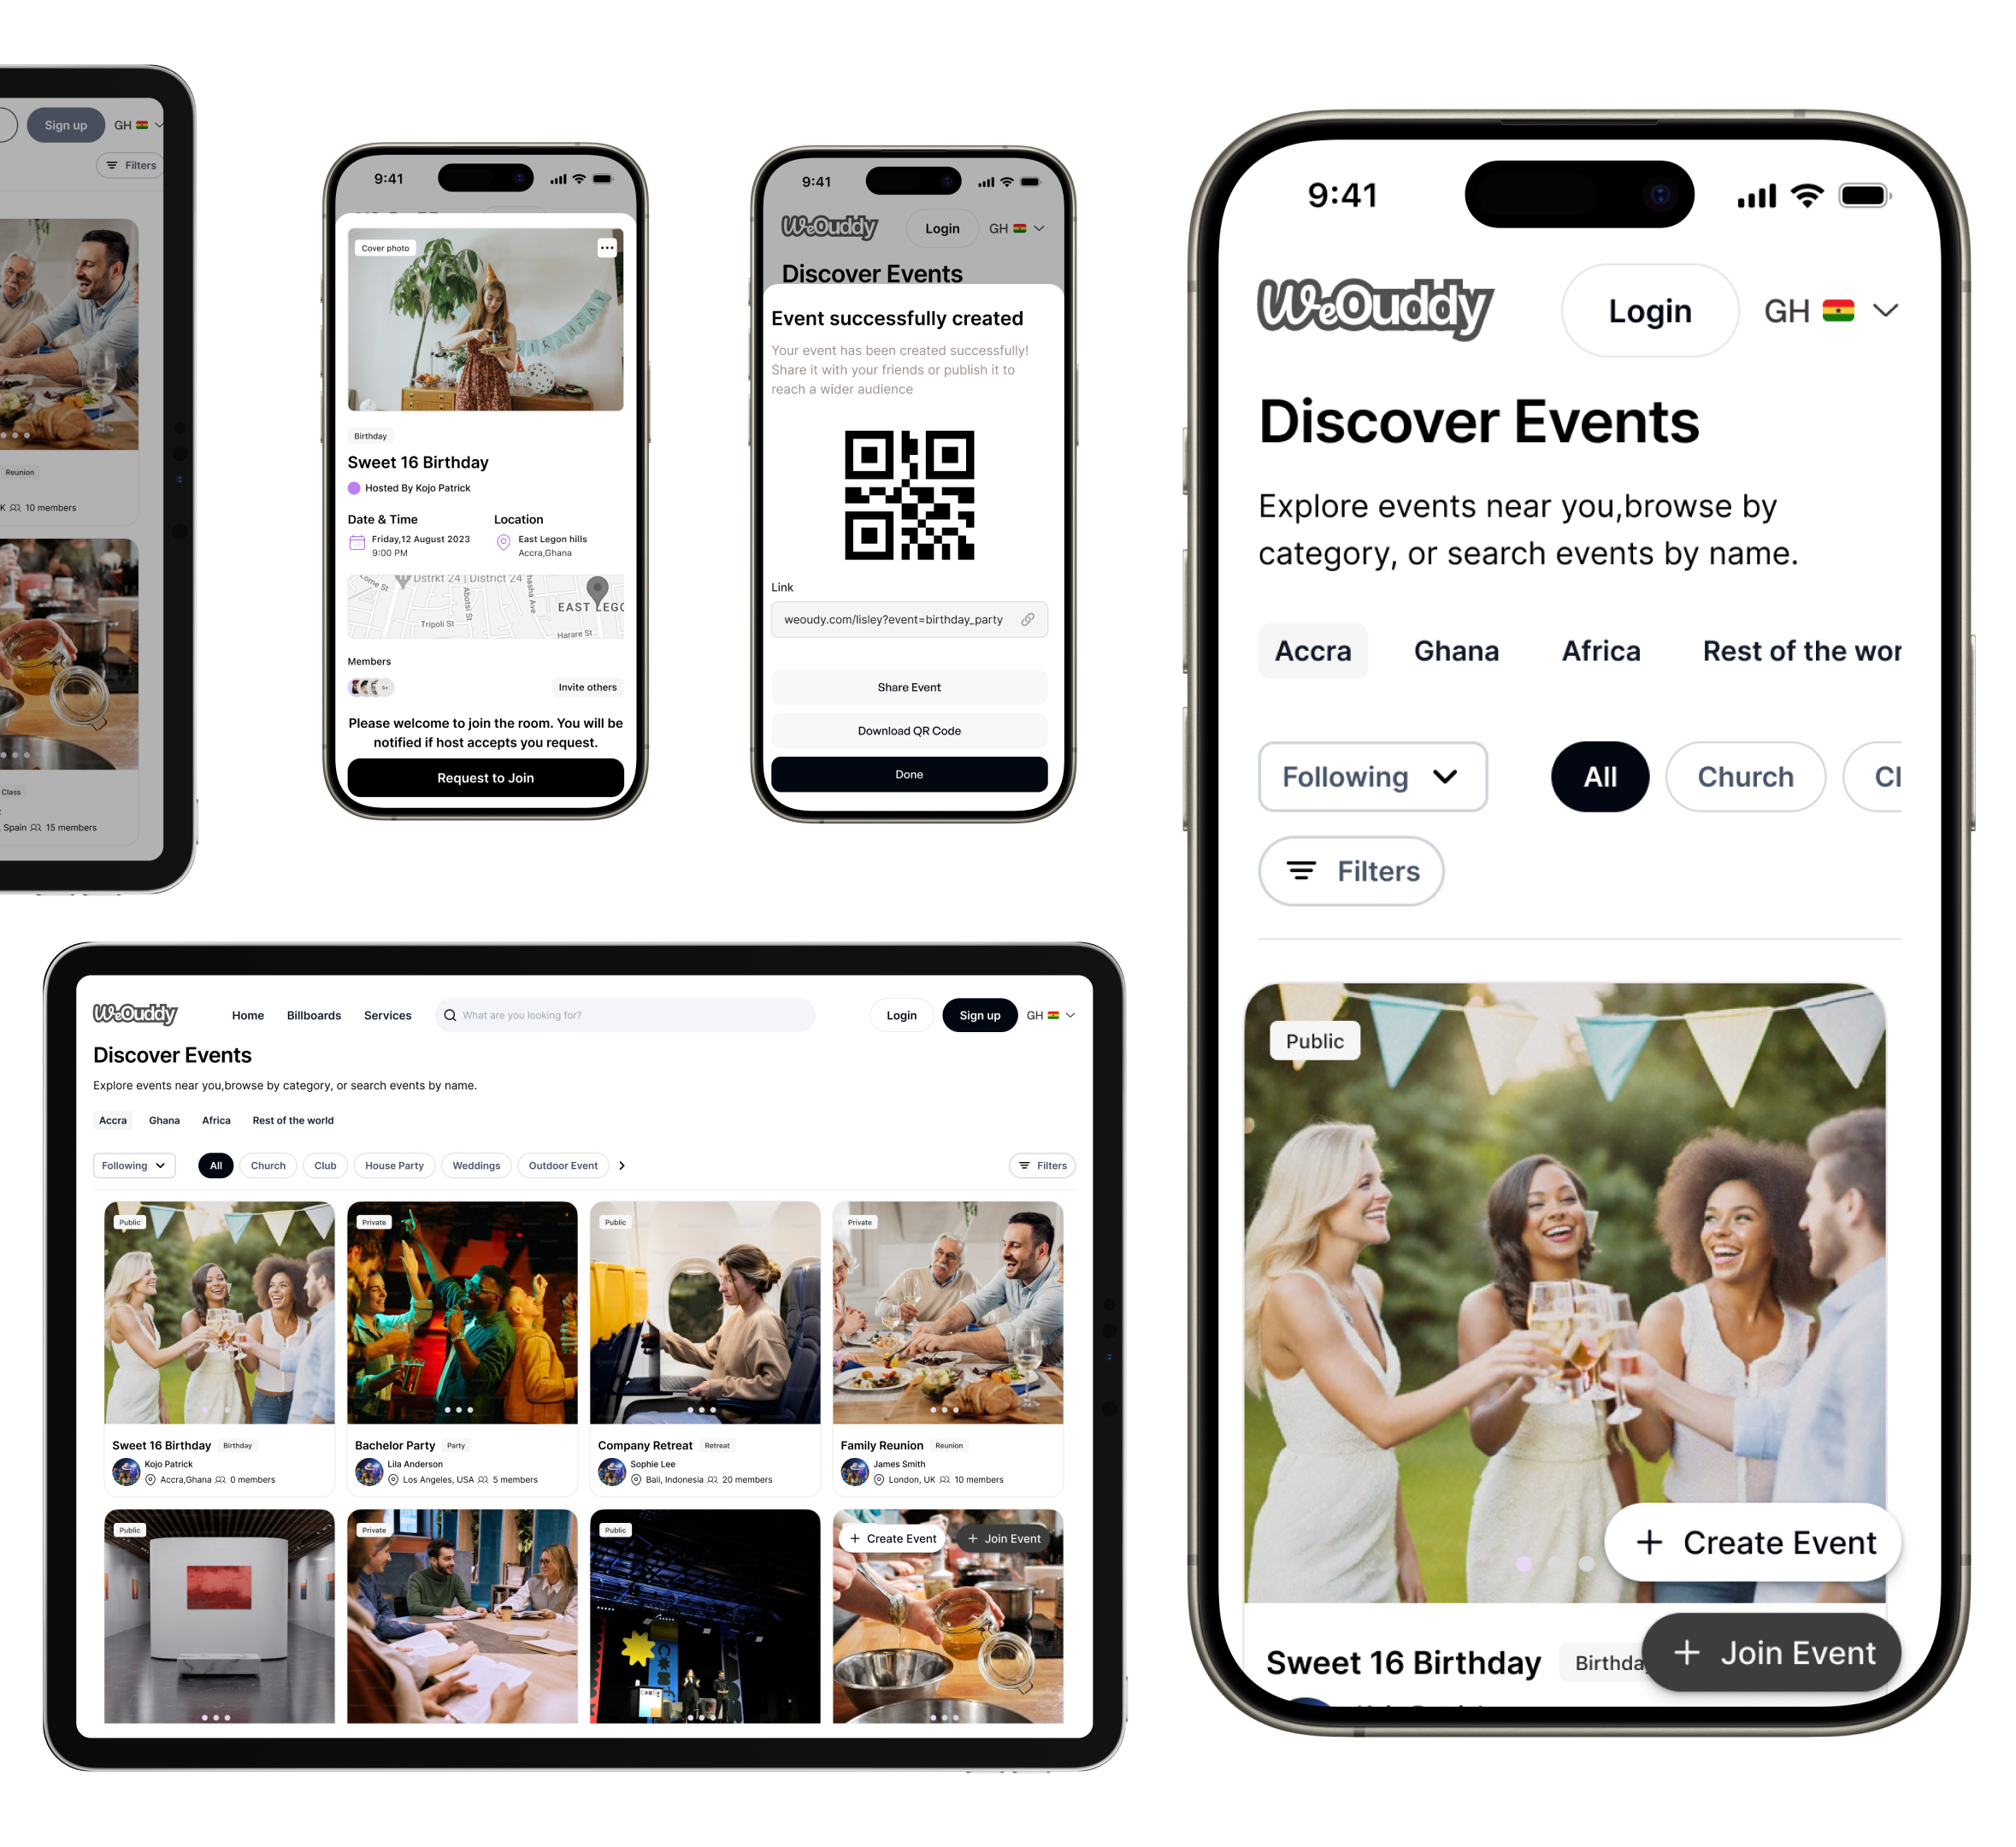 Sign up
GH
Filters
Reunion
K 10 members
Class
, Spain 15 members
9:41
Cover photo
BIRTHDAY
Birthday
Sweet 16 Birthday
Hosted By Kojo Patrick
Date & Time
Location
Friday,12 August 2023
East Legon hills
9:00 PM
Accra,Ghana
Lome St
Dstrkt 24 | District 24
Abotsi St
EAST LEGO
Tripoli St
Harare St
Members
5+
Invite others
Please welcome to join the room. You will be
notified if host accepts you request.
Request to Join
9:41
WeOuddy
Login
GH
Discover Events
Event successfully created
Your event has been created successfully!
Share it with your friends or publish it to
reach a wider audience
Link
weoudy.com/lisley?event=birthday_party
Share Event
Download QR Code
Done
9:41
WeOuddy
Login
GH
Discover Events
Explore events near you,browse by
category, or search events by name.
Accra Ghana Africa Rest of the wor
Following All Church Cl
Filters
Public
Create Event
Sweet 16 Birthday Birthda
Join Event
WeOuddy
Home Billboards Services What are you looking for? Login Sign up GH
Discover Events
Explore events near you,browse by category, or search events by name.
Accra Ghana Africa Rest of the world
Following All Church Club House Party Weddings Outdoor Event Filters
Public Private Public Private
Sweet 16 Birthday Birthday
Kojo Patrick
Accra,Ghana 0 members
Bachelor Party Party
Lila Anderson
Los Angeles, USA 5 members
Company Retreat Retreat
Sophie Lee
Bali, Indonesia 20 members
Family Reunion Reunion
James Smith
London, UK 10 members
Public Private Public
+ Create Event + Join Event